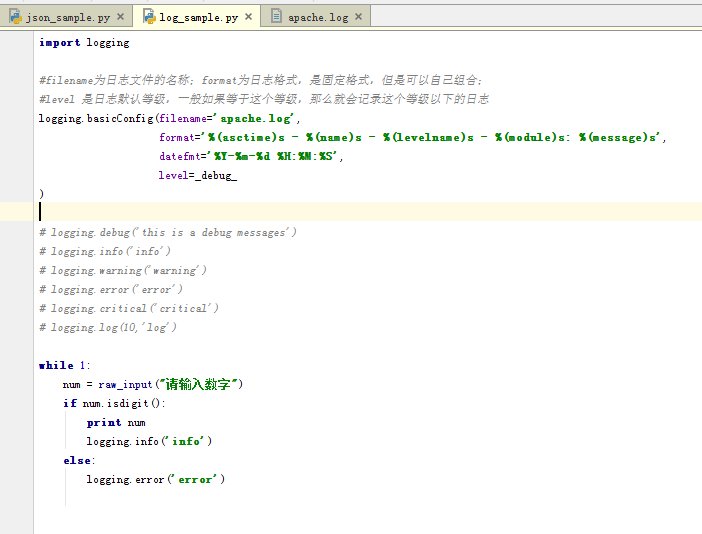 json_sample.py log_sample.py apache.log
import logging
#filename为日志文件的名称; format为日志格式, 是固定格式, 但是可以自己组合;
#level 是日志默认等级, 一般如果等于这个等级, 那么就会记录这个等级以下的日志
logging.basicConfig(filename='apache.log',
format='%(asctime)s - %(name)s - %(levelname)s - %(module)s: %(message)s',
datefmt='%Y-%m-%d %H:%M:%S',
level=_debug_
)
# logging.debug('this is a debug messages')
# logging.info('info')
# logging.warning('warning')
# logging.error('error')
# logging.critical('critical')
# logging.log(10,'log')
while 1:
num = raw_input("请输入数字")
if num.isdigit():
print num
logging.info('info')
else:
logging.error('error')